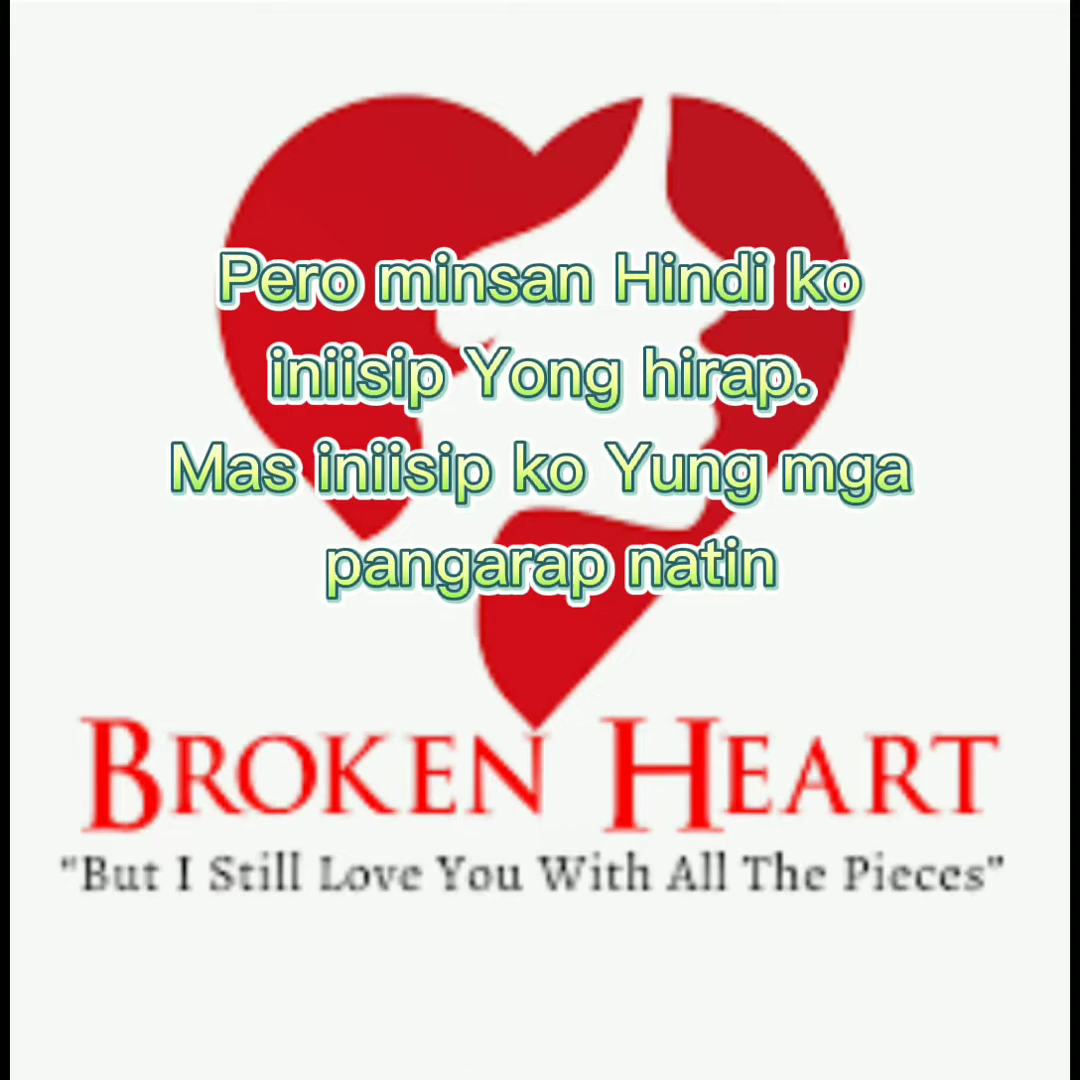 Pero minsan Hindi ko
iniisip Yong hirap.
Mas iniisip ko Yung mga
pangarap natin
BROKEN HEART
"But I Still Love You With All The Pieces"